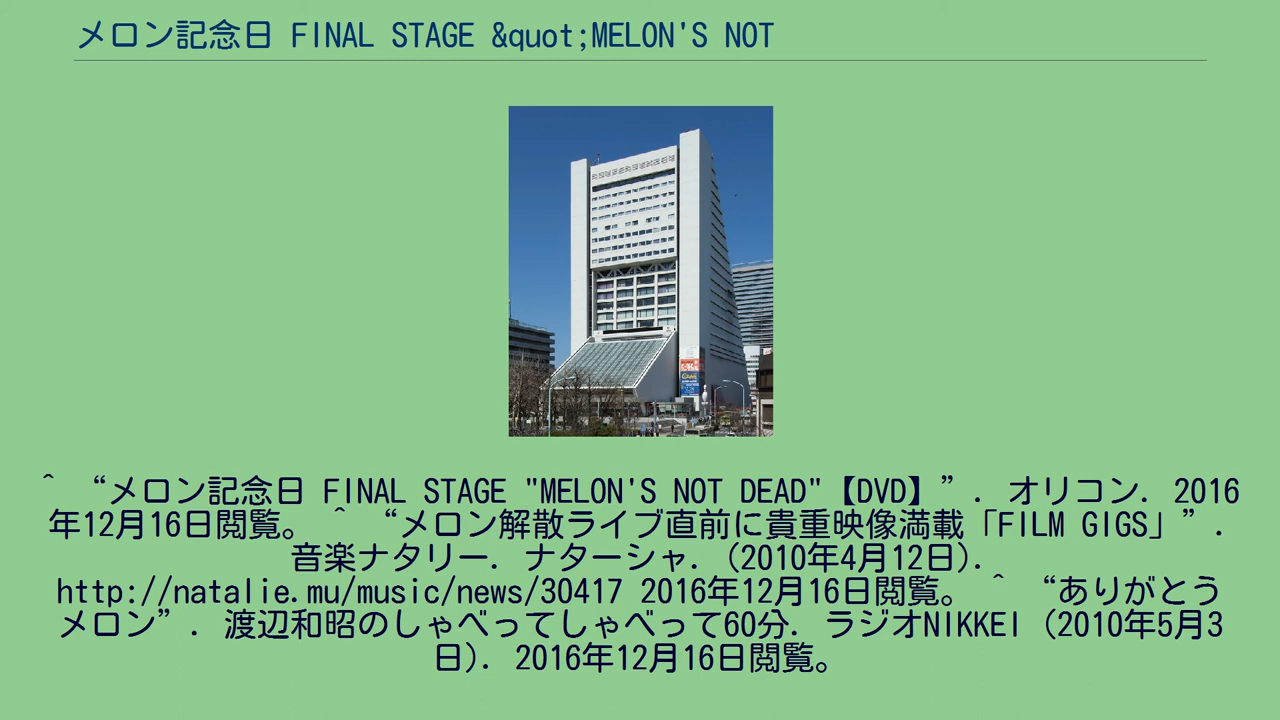 メロン記念日 FINAL STAGE &quot;MELON'S NOT
^ “メロン記念日 FINAL STAGE "MELON'S NOT DEAD"【DVD】”. オリコン. 2016
年12月16日閲覧。 ^ “メロン解散ライブ直前に貴重映像満載「FILM GIGS」”.
音楽ナタリー. ナターシャ. (2010年4月12日).
http://natalie.mu/music/news/30417 2016年12月16日閲覧。 ^ “ありがとう
メロン”. 渡辺和昭のしゃべってしゃべって60分. ラジオNIKKEI (2010年5月3
日). 2016年12月16日閲覧。